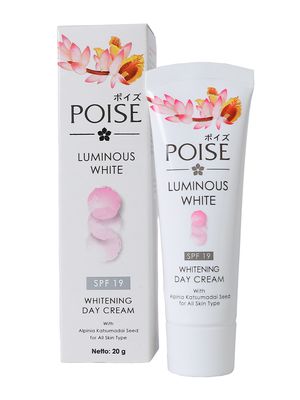 ポイズ
POISE
LUMINOUS
WHITE
SPF 19
WHITENING
DAY CREAM
With
Alpinia Katsumadai Seed
for All Skin Type
Netto: 20 g
ポイズ
POISE
LUMINOUS
WHITE
SPF 19
WHITENING
DAY CREAM
With
Alpinia Katsumadai Seed
for All Skin Type